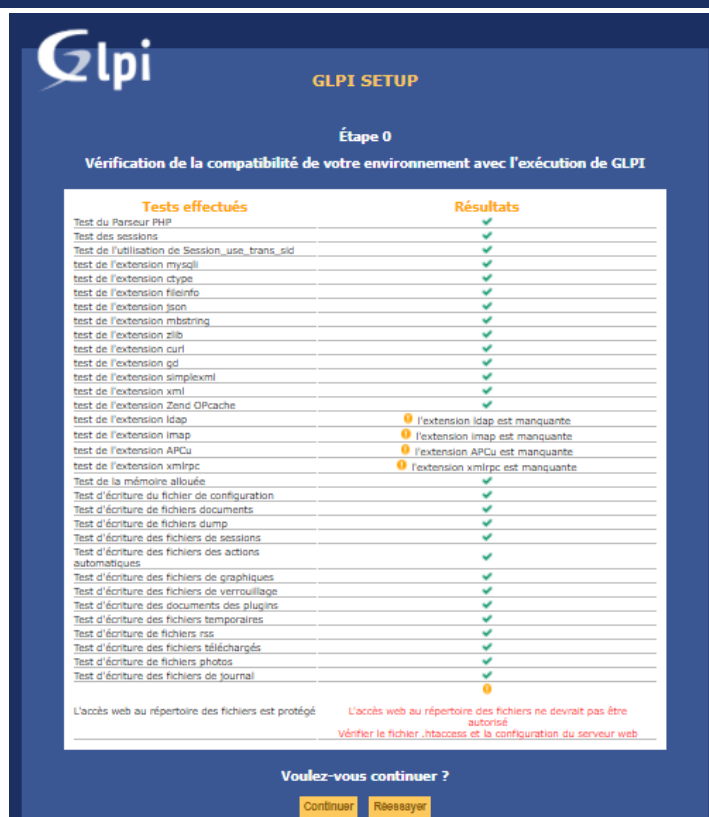 Glpi
GLPI SETUP
Étape 0
Vérification de la compatibilité de votre environnement avec l'exécution de GLPI
Tests effectués Résultats
Test du Parseur PHP
Test des sessions
Test de l'utilisation de Session_use_trans_sid
test de l'extension mysqli
test de l'extension ctype
test de l'extension fileinfo
test de l'extension json
test de l'extension mbstring
test de l'extension zlib
test de l'extension curl
test de l'extension gd
test de l'extension simplexml
test de l'extension xml
test de l'extension Zend OPcache
test de l'extension ldap l'extension ldap est manquante
test de l'extension imap l'extension imap est manquante
test de l'extension APCu l'extension APCu est manquante
test de l'extension xmlrpc l'extension xmlrpc est manquante
Test de la mémoire allouée
Test d'écriture du fichier de configuration
Test d'écriture de fichiers documents
Test d'écriture de fichiers dump
Test d'écriture des fichiers de sessions
Test d'écriture des fichiers des actions
automatiques
Test d'écriture des fichiers de graphiques
Test d'écriture des fichiers de verrouillage
Test d'écriture des documents des plugins
Test d'écriture des fichiers temporaires
Test d'écriture de fichiers rss
Test d'écriture des fichiers téléchargés
Test d'écriture de fichiers photos
Test d'écriture des fichiers de journal
L'accès web au répertoire des fichiers est protégé L'accès web au répertoire des fichiers ne devrait pas être
autorisé
Vérifier le fichier .htaccess et la configuration du serveur web
Voulez-vous continuer ?
Continuer Réessayer